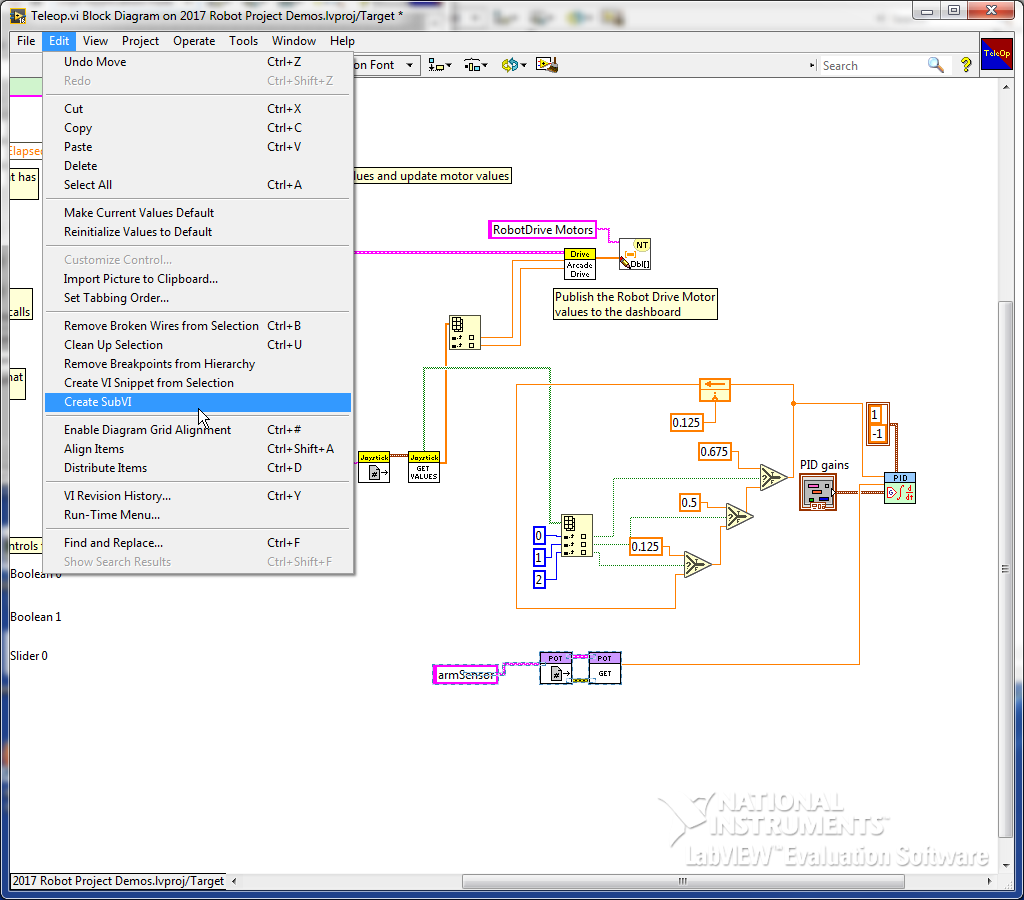 Teleop.vi Block Diagram on 2017 Robot Project Demos.lvproj/Target *
File Edit View Project Operate Tools Window Help
on Font
Search
?
TeleOp
Undo Move Ctrl+Z
Redo Ctrl+Shift+Z
Cut Ctrl+X
Copy Ctrl+C
Paste Ctrl+V
Delete
Select All Ctrl+A
Make Current Values Default
Reinitialize Values to Default
Customize Control...
Import Picture to Clipboard...
Set Tabbing Order...
Remove Broken Wires from Selection Ctrl+B
Clean Up Selection Ctrl+U
Remove Breakpoints from Hierarchy
Create VI Snippet from Selection
Create SubVI
Enable Diagram Grid Alignment Ctrl+#
Align Items Ctrl+Shift+A
Distribute Items Ctrl+D
VI Revision History... Ctrl+Y
Run-Time Menu...
Find and Replace... Ctrl+F
Show Search Results Ctrl+Shift+F
Elapsed
t has
calls
hat
ntrols
Boolean 0
Boolean 1
Slider 0
lues and update motor values
RobotDrive Motors
NT
Dbl[]
Drive
Arcade
Drive
Publish the Robot Drive Motor
values to the dashboard
0.125
0.675
1
-1
PID gains
PID
Joystick
#
Joystick
GET
VALUES
0.5
0.125
0
1
2
T
F
T
F
T
F
armSensor
POT
#
POT
GET
NATIONAL
INSTRUMENTS™
LabVIEW™ Evaluation Software
2017 Robot Project Demos.lvproj/Target